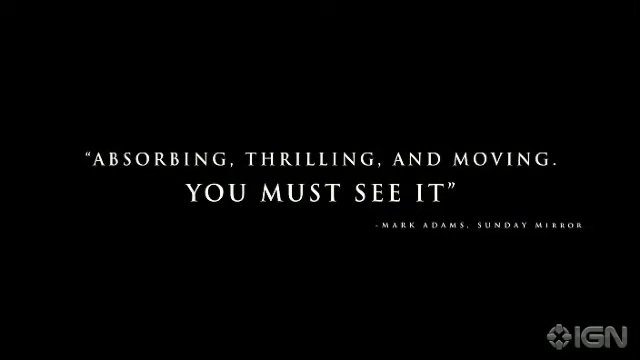 “ABSORBING, THRILLING, AND MOVING.
YOU MUST SEE IT”
-MARK ADAMS, SUNDAY MIRROR
IGN